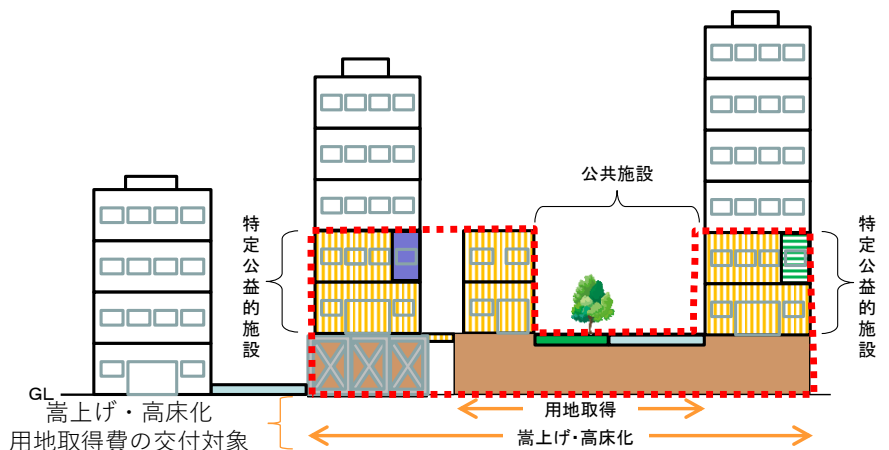 公共施設
特定公益的施設
特定公益的施設
GL
嵩上げ・高床化
用地取得費の交付対象
用地取得
嵩上げ・高床化